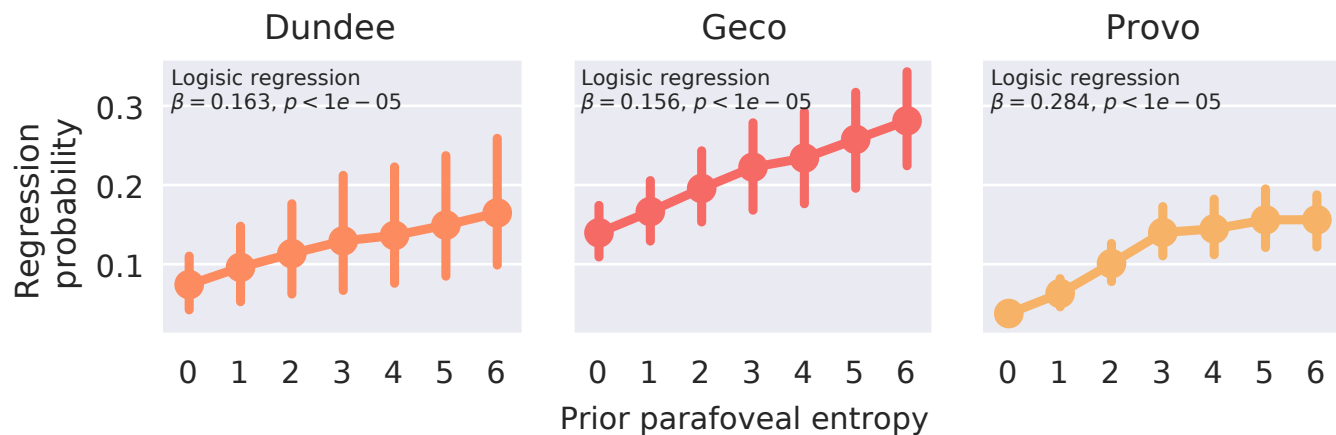 Dundee
Geco
Provo
Logisic regression
β = 0.163, p < 1e − 05
Logisic regression
β = 0.156, p < 1e − 05
Logisic regression
β = 0.284, p < 1e − 05
Regression
probability
0.3
0.2
0.1
0 1 2 3 4 5 6
0 1 2 3 4 5 6
0 1 2 3 4 5 6
Prior parafoveal entropy